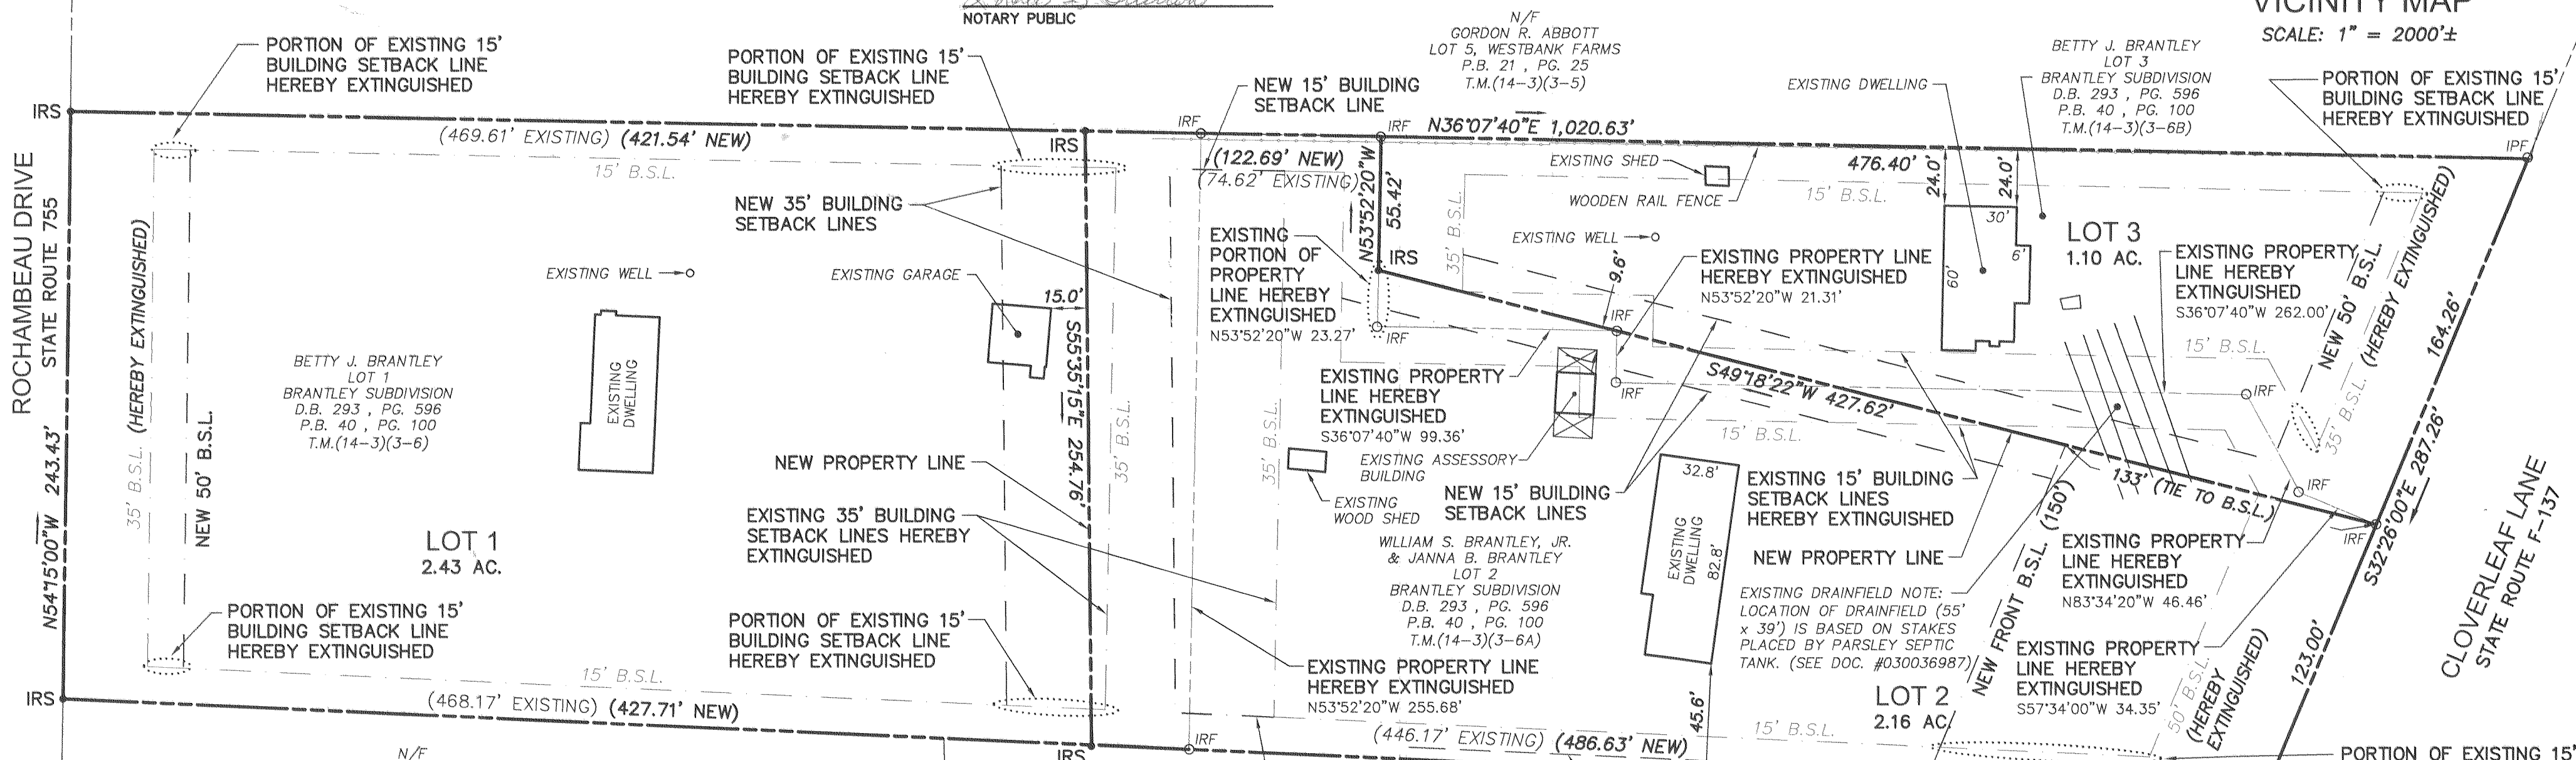 NOTARY PUBLIC
VICINITY MAP
SCALE: 1" = 2000'±
N/F
GORDON R. ABBOTT
LOT 5, WESTBANK FARMS
P.B. 21 , PG. 25
T.M.(14-3)(3-5)
BETTY J. BRANTLEY
LOT 3
BRANTLEY SUBDIVISION
D.B. 293 , PG. 596
P.B. 40 , PG. 100
T.M.(14-3)(3-6B)
PORTION OF EXISTING 15'
BUILDING SETBACK LINE
HEREBY EXTINGUISHED
PORTION OF EXISTING 15'
BUILDING SETBACK LINE
HEREBY EXTINGUISHED
NEW 15' BUILDING
SETBACK LINE
EXISTING DWELLING
PORTION OF EXISTING 15'
BUILDING SETBACK LINE
HEREBY EXTINGUISHED
IRS
(469.61' EXISTING) (421.54' NEW)
15' B.S.L.
IRS
IRF
IRF
N36°07'40"E 1,020.63'
(122.69' NEW)
(74.62' EXISTING)
N53°52'20"W
55.42'
EXISTING SHED
WOODEN RAIL FENCE
476.40'
24.0'
24.0'
15' B.S.L.
IPF
ROCHAMBEAU DRIVE
STATE ROUTE 755
N54°15'00"W 243.43'
35' B.S.L. (HEREBY EXTINGUISHED)
NEW 50' B.S.L.
NEW 35' BUILDING
SETBACK LINES
EXISTING WELL
EXISTING GARAGE
15.0'
S55°35'15"E 254.76'
35' B.S.L.
35' B.S.L.
EXISTING
PORTION OF
PROPERTY
LINE HEREBY
EXTINGUISHED
N53°52'20"W 23.27'
IRS
IRF
35' B.S.L.
EXISTING WELL
9.6'
EXISTING PROPERTY LINE
HEREBY EXTINGUISHED
N53°52'20"W 21.31'
IRF
IRF
30'
6'
60'
LOT 3
1.10 AC.
EXISTING PROPERTY
LINE HEREBY
EXTINGUISHED
S36°07'40"W 262.00'
15' B.S.L.
IRF
NEW 50' B.S.L.
35' B.S.L. (HEREBY EXTINGUISHED)
164.26'
S32°26'00"E 287.26'
123.00'
CLOVERLEAF LANE
STATE ROUTE F-137
BETTY J. BRANTLEY
LOT 1
BRANTLEY SUBDIVISION
D.B. 293 , PG. 596
P.B. 40 , PG. 100
T.M.(14-3)(3-6)
EXISTING
DWELLING
LOT 1
2.43 AC.
NEW PROPERTY LINE
EXISTING 35' BUILDING
SETBACK LINES HEREBY
EXTINGUISHED
EXISTING PROPERTY
LINE HEREBY
EXTINGUISHED
S36°07'40"W 99.36'
EXISTING ASSESSORY
BUILDING
EXISTING
WOOD SHED
NEW 15' BUILDING
SETBACK LINES
S49°18'22"W 427.62'
15' B.S.L.
EXISTING 15' BUILDING
SETBACK LINES
HEREBY EXTINGUISHED
133' (TIE TO B.S.L.)
IRF
IRF
NEW PROPERTY LINE
32.8'
EXISTING
DWELLING
82.8'
WILLIAM S. BRANTLEY, JR.
& JANNA B. BRANTLEY
LOT 2
BRANTLEY SUBDIVISION
D.B. 293 , PG. 596
P.B. 40 , PG. 100
T.M.(14-3)(3-6A)
EXISTING DRAINFIELD NOTE:
LOCATION OF DRAINFIELD (55'
x 39') IS BASED ON STAKES
PLACED BY PARSLEY SEPTIC
TANK. (SEE DOC. #030036987)
NEW FRONT B.S.L. (150')
EXISTING PROPERTY
LINE HEREBY
EXTINGUISHED
N83°34'20"W 46.46'
EXISTING PROPERTY
LINE HEREBY
EXTINGUISHED
S57°34'00"W 34.35'
50' B.S.L.
(HEREBY
EXTINGUISHED)
PORTION OF EXISTING 15'
BUILDING SETBACK LINE
HEREBY EXTINGUISHED
PORTION OF EXISTING 15'
BUILDING SETBACK LINE
HEREBY EXTINGUISHED
EXISTING PROPERTY LINE
HEREBY EXTINGUISHED
N53°52'20"W 255.68'
45.6'
LOT 2
2.16 AC.
15' B.S.L.
IRS
(468.17' EXISTING) (427.71' NEW)
IRF
IRS
(446.17' EXISTING) (486.63' NEW)
15' B.S.L.
N/F
PORTION OF EXISTING 15'